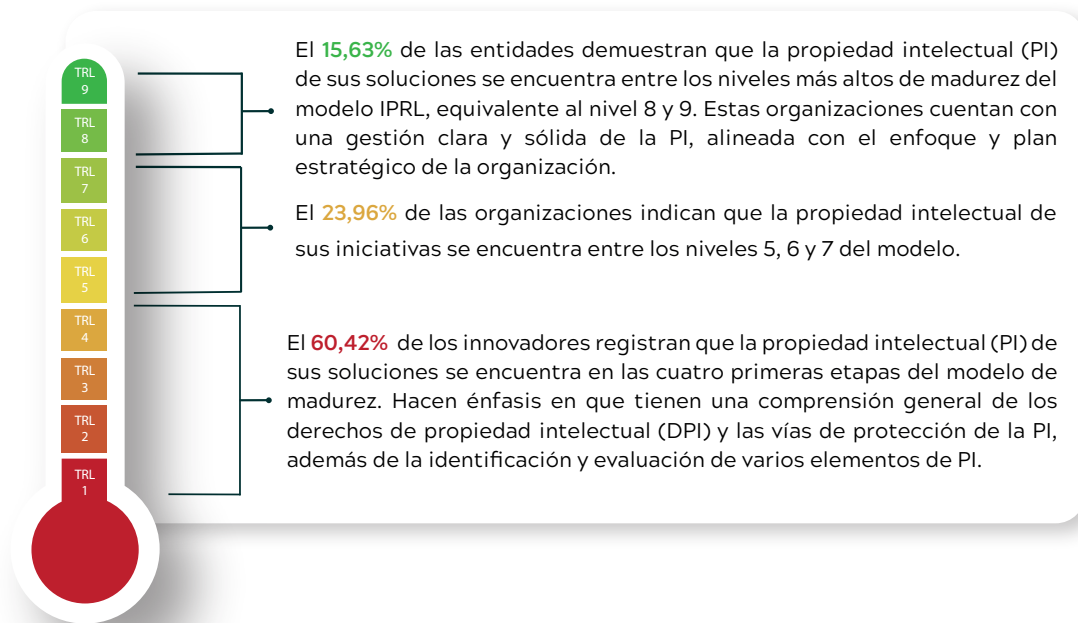 TRL
9
TRL
8
TRL
7
TRL
6
TRL
5
TRL
4
TRL
3
TRL
2
TRL
1
El 15,63% de las entidades demuestran que la propiedad intelectual (PI)
de sus soluciones se encuentra entre los niveles más altos de madurez del
modelo IPRL, equivalente al nivel 8 y 9. Estas organizaciones cuentan con
una gestión clara y sólida de la PI, alineada con el enfoque y plan
estratégico de la organización.
El 23,96% de las organizaciones indican que la propiedad intelectual de
sus iniciativas se encuentra entre los niveles 5, 6 y 7 del modelo.
El 60,42% de los innovadores registran que la propiedad intelectual (PI) de
sus soluciones se encuentra en las cuatro primeras etapas del modelo de
madurez. Hacen énfasis en que tienen una comprensión general de los
derechos de propiedad intelectual (DPI) y las vías de protección de la PI,
además de la identificación y evaluación de varios elementos de PI.